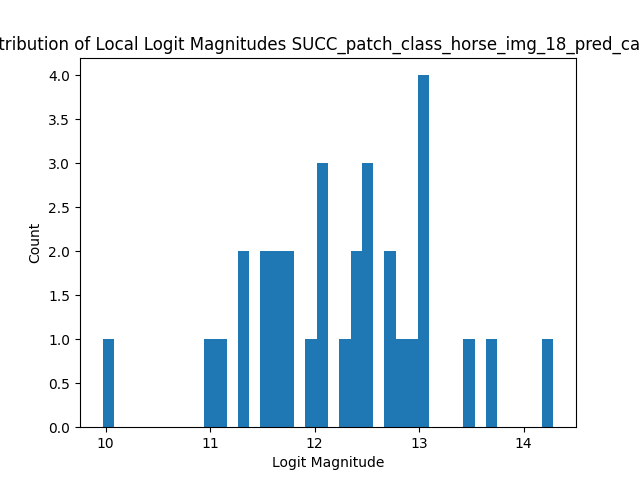 tribution of Local Logit Magnitudes SUCC_patch_class_horse_img_18_pred_ca
4.0
3.5
3.0
2.5
2.0
1.5
1.0
0.5
0.0
Count
10 11 12 13 14
Logit Magnitude